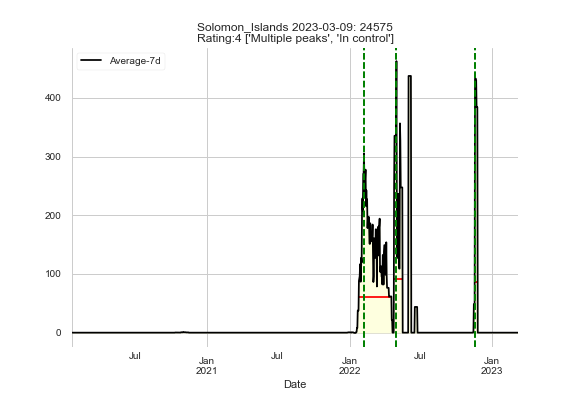 Solomon_Islands 2023-03-09: 24575
Rating:4 ['Multiple peaks', 'In control']
Average-7d
400
300
200
100
0
Jul
Jan
2021
Jul
Jan
2022
Jul
Jan
2023
Date